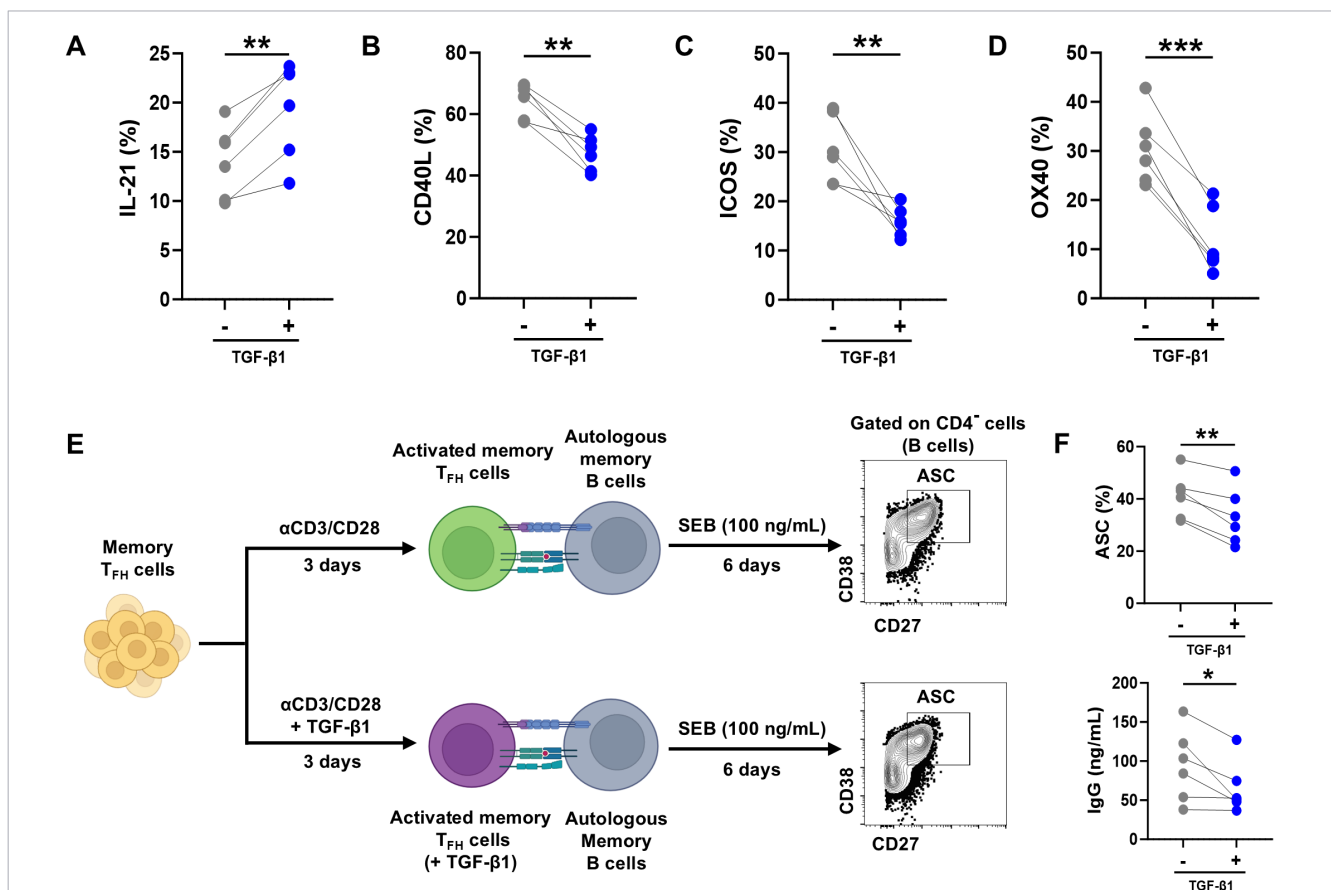 A
**
25
20
15
10
5
0
IL-21 (%)
- +
TGF-β1
B
**
80
60
40
20
0
CD40L (%)
- +
TGF-β1
C
**
50
40
30
20
10
0
ICOS (%)
- +
TGF-β1
D
***
50
40
30
20
10
0
OX40 (%)
- +
TGF-β1
E
Memory
TFH cells
αCD3/CD28
3 days
Activated memory
TFH cells
Autologous
memory
B cells
SEB (100 ng/mL)
6 days
Gated on CD4⁻ cells
(B cells)
ASC
CD38
CD27
αCD3/CD28
+ TGF-β1
3 days
Activated memory
TFH cells
(+ TGF-β1)
Autologous
Memory
B cells
SEB (100 ng/mL)
6 days
ASC
CD38
CD27
F
**
60
40
20
0
ASC (%)
- +
TGF-β1
*
200
150
100
50
0
IgG (ng/mL)
- +
TGF-β1